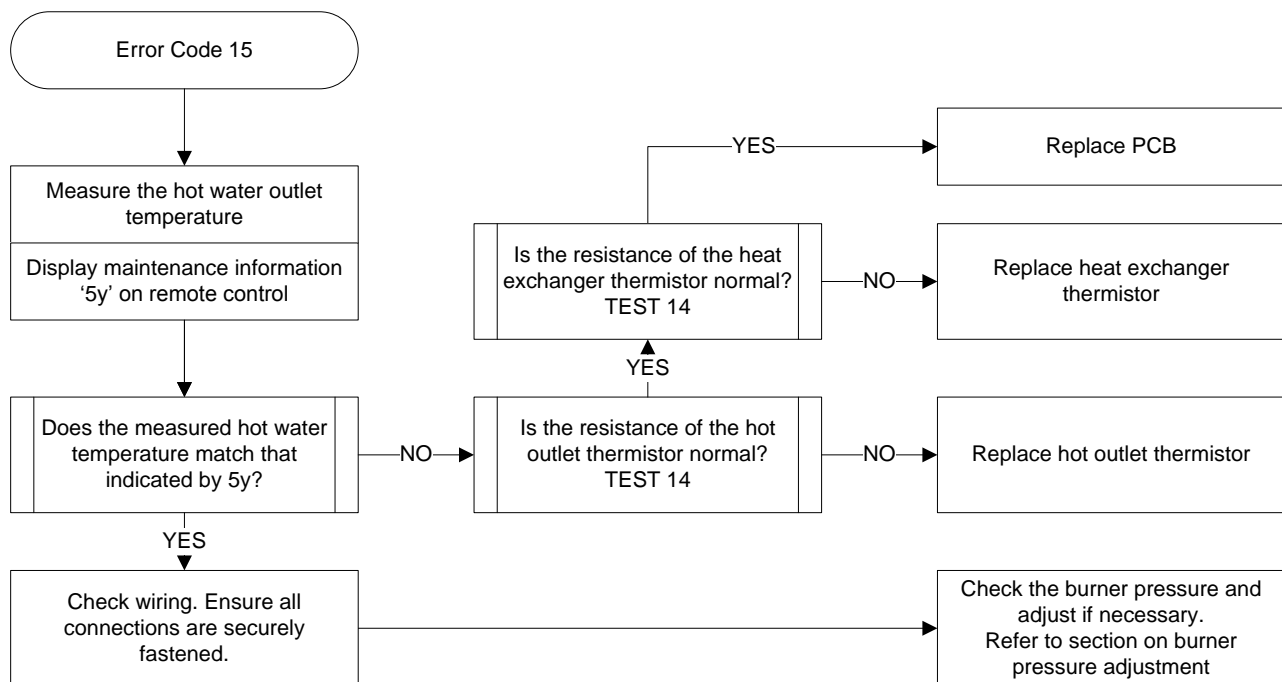 Error Code 15
Measure the hot water outlet
temperature
Display maintenance information
‘5y’ on remote control
Does the measured hot water
temperature match that
indicated by 5y?
NO
YES
Is the resistance of the hot
outlet thermistor normal?
TEST 14
NO
Replace hot outlet thermistor
YES
Is the resistance of the heat
exchanger thermistor normal?
TEST 14
NO
Replace heat exchanger
thermistor
YES
Replace PCB
Check wiring. Ensure all
connections are securely
fastened.
Check the burner pressure and
adjust if necessary.
Refer to section on burner
pressure adjustment